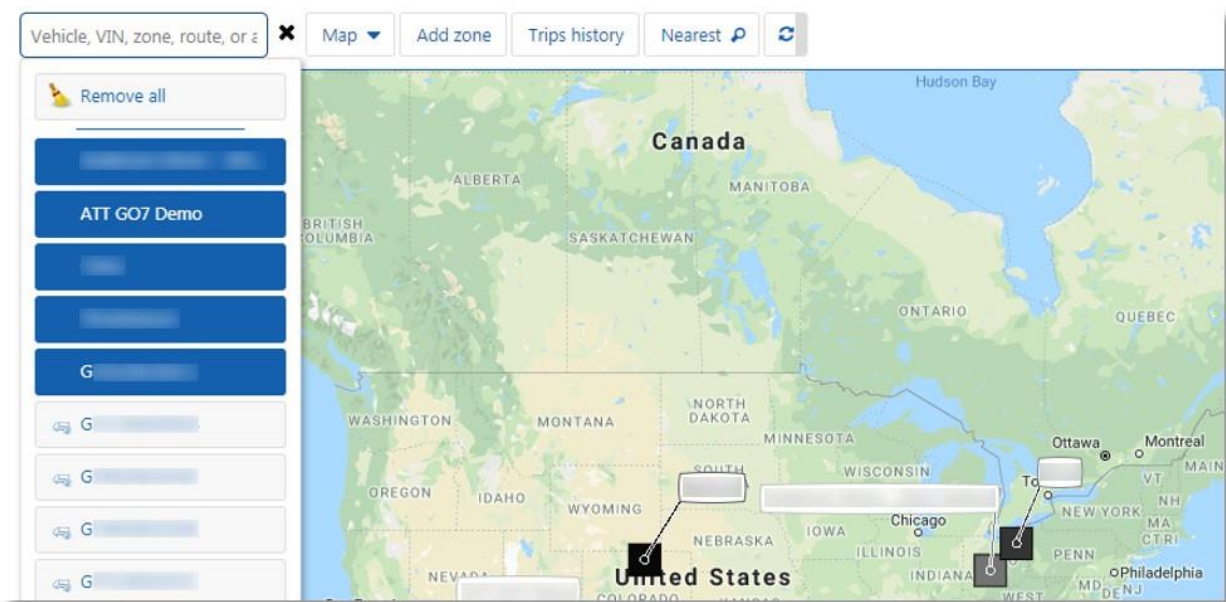 Vehicle, VIN, zone, route, or a
Map
Add zone
Trips history
Nearest
Remove all
ATT GO7 Demo
G
G
G
G
G
Hudson Bay
Canada
ALBERTA
MANITOBA
BRITISH
COLUMBIA
SASKATCHEWAN
ONTARIO
QUEBEC
WASHINGTON
MONTANA
NORTH
DAKOTA
MINNESOTA
Ottawa
Montreal
SOUTH
WISCONSIN
To
VT
MAIN
OREGON
IDAHO
WYOMING
NH
NEW YORK
MA
Chicago
IOWA
NEBRASKA
CT RI
ILLINOIS
PENN
INDIANA
Philadelphia
NEVADA
United States
MD
DE NJ
COLORADO
KANSAS
WEST